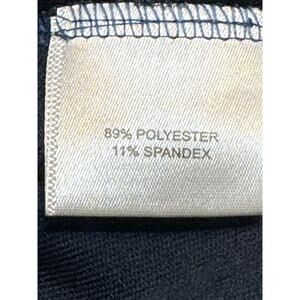 89% POLYESTER
11% SPANDEX